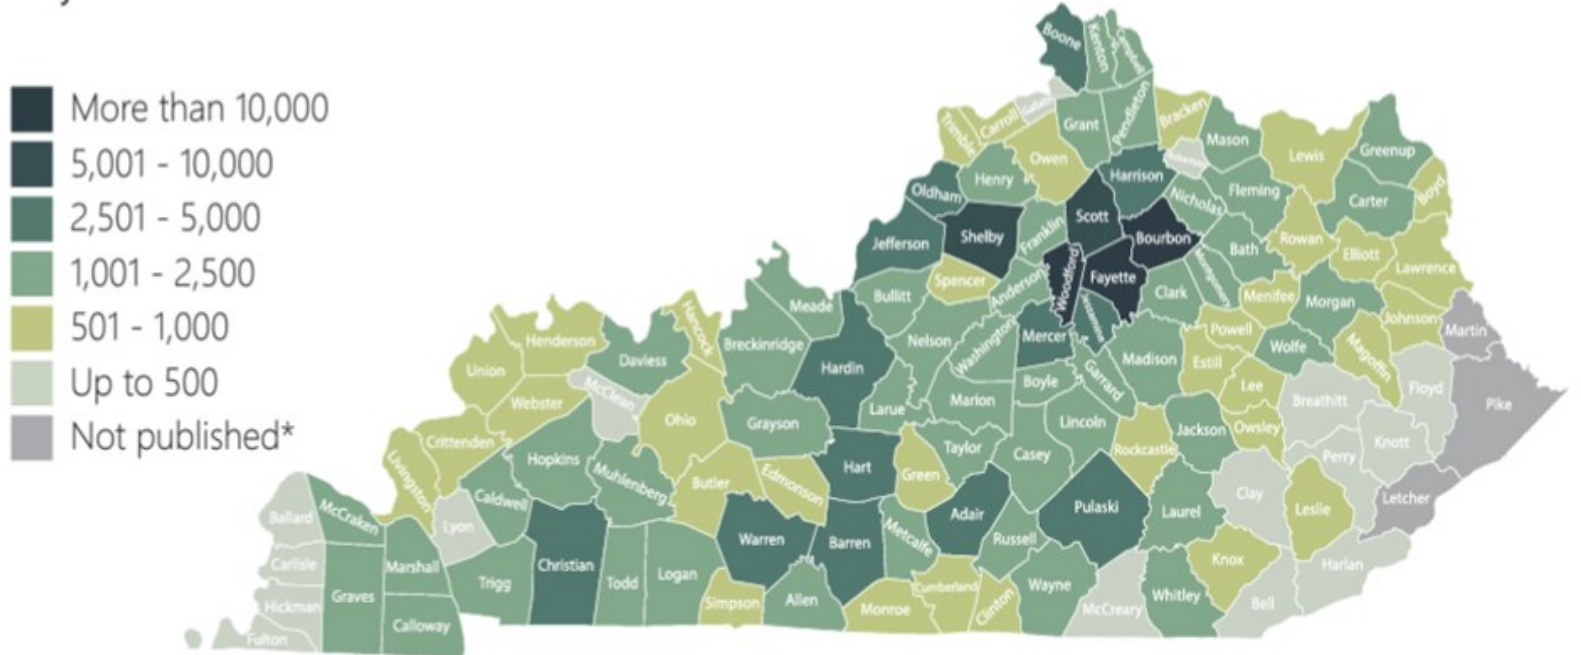 More than 10,000
5,001 - 10,000
2,501 - 5,000
1,001 - 2,500
501 - 1,000
Up to 500
Not published*
Boone
Kenton
Campbell
Grant
Pendleton
Bracken
Mason
Trimble
Carroll
Owen
Lewis
Greenup
Henry
Harrison
Oldham
Nicholas
Fleming
Carter
Boyd
Scott
Franklin
Jefferson
Shelby
Bourbon
Bath
Rowan
Elliott
Lawrence
Woodford
Fayette
Spencer
Anderson
Montgomery
Bullitt
Clark
Menifee
Morgan
Meade
Jessamine
Johnson
Hancock
Henderson
Breckinridge
Nelson
Washington
Mercer
Madison
Powell
Wolfe
Magoffin
Martin
Daviess
Union
Hardin
Estill
Garrard
Lee
Floyd
McClean
Webster
Boyle
Larue
Marion
Breathitt
Pike
Ohio
Grayson
Lincoln
Jackson
Owsley
Crittenden
Knott
Hopkins
Hart
Green
Taylor
Casey
Rockcastle
Perry
Livingston
Muhlenberg
Butler
Edmonson
Caldwell
Clay
Letcher
Leslie
Ballard
McCraken
Lyon
Adair
Pulaski
Laurel
Warren
Barren
Metcalfe
Russell
Carlisle
Marshall
Christian
Knox
Harlan
Trigg
Todd
Logan
Graves
Hickman
Simpson
Allen
Monroe
Cumberland
Clinton
Wayne
McCreary
Whitley
Bell
Calloway
Fulton